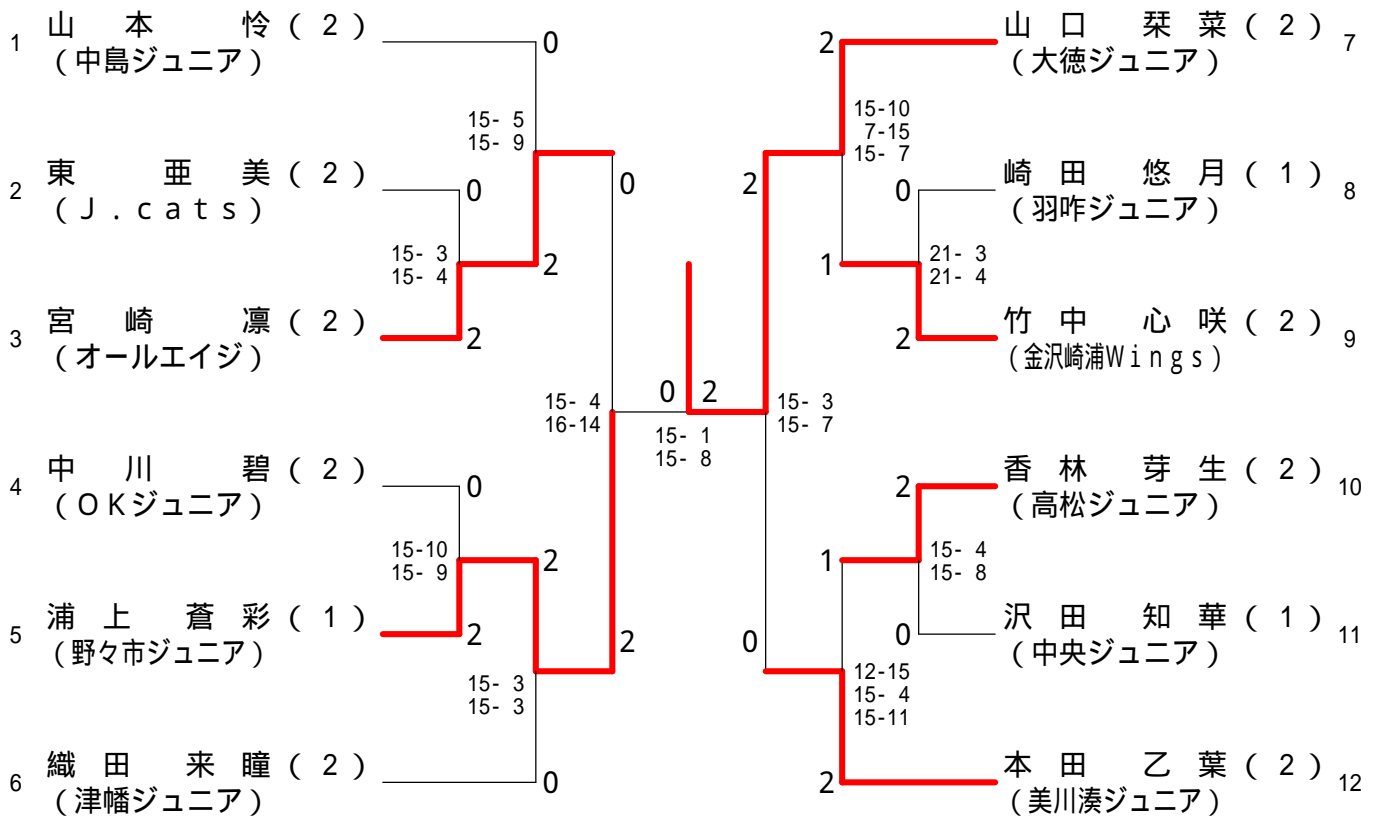 1 山本 怜(2)
(中島ジュニア)
2 東 亜美(2)
(J.cats)
3 宮崎 凛(2)
(オールエイジ)
4 中川 碧(2)
(OKジュニア)
5 浦上 蒼彩(1)
(野々市ジュニア)
6 織田 来瞳(2)
(津幡ジュニア)
0
15- 5
15- 9
0
15- 3
15- 4
2
2
0
15- 4
16-14
0
15-10
15- 9
2
2
2
15- 3
15- 3
0
0 2
15- 1
15- 8
2
15-10
7-15
15- 7
2
0
1
21- 3
21- 4
2
15- 3
15- 7
2
1
15- 4
15- 8
0
0
12-15
15- 4
15-11
2
山口 栞菜(2) 7
(大徳ジュニア)
崎田 悠月(1) 8
(羽咋ジュニア)
竹中 心咲(2) 9
(金沢崎浦Wings)
香林 芽生(2) 10
(高松ジュニア)
沢田 知華(1) 11
(中央ジュニア)
本田 乙葉(2) 12
(美川湊ジュニア)